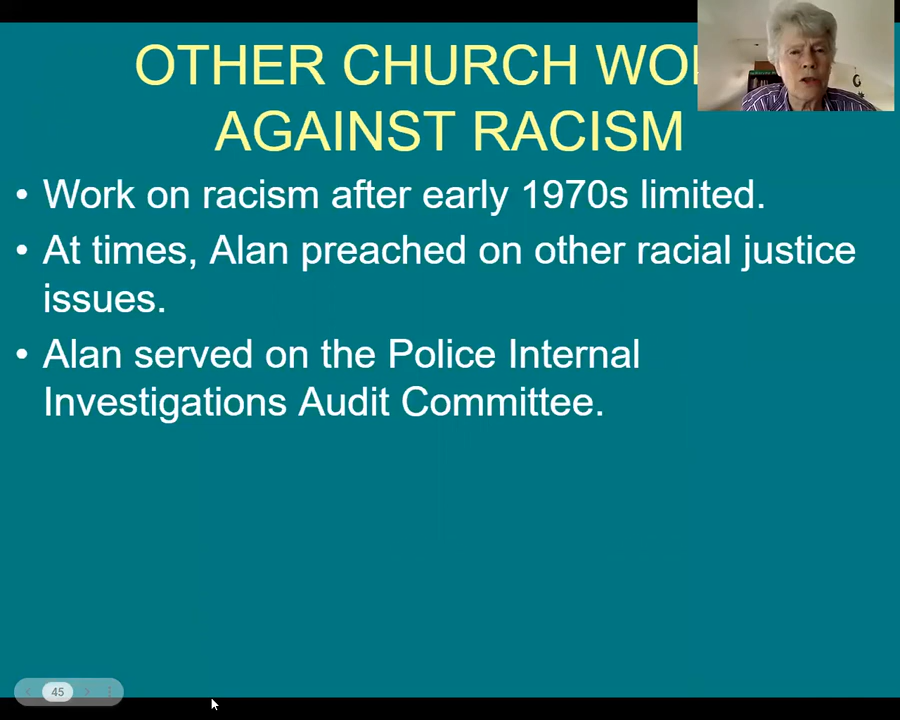 OTHER CHURCH
AGAINST RACISM
• Work on racism after early 1970s limited.
• At times, Alan preached on other racial justice
issues.
• Alan served on the Police Internal
Investigations Audit Committee.
45